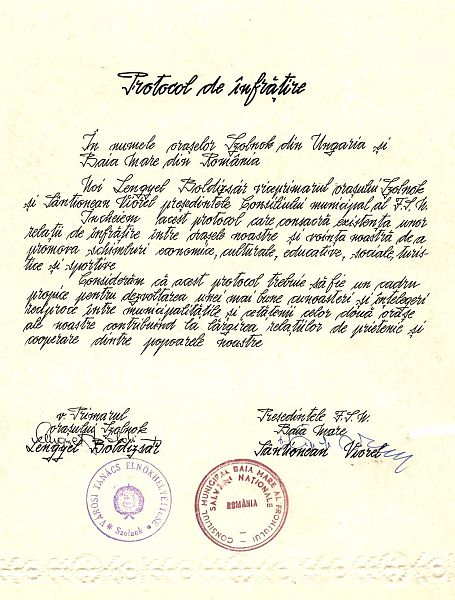 Protocol de înfrățire
În numele orașelor Szolnok din Ungaria și
Baia Mare din România
Noi Lengyel Boldizsár viceprimarul orașului Szolnok
și Sântionean Viorel președintele Consiliului municipal al F.S.N.
Încheiem acest protocol care consacră existența unor
relații de înfrățire între orașele noastre și voința noastră de a
promova schimburi economice, culturale, educative, sociale, turis
tice și sportive
Considerăm că acest protocol trebuie să fie un cadru
propice pentru dezvoltarea unei mai bune cunoașteri și înțelegeri
reciproce între municipalitățile și cetățenii celor două orașe
ale noastre contribuind la lărgirea relațiilor de prietenie și
cooperare dintre popoarele noastre
v. Primarul
orașului Szolnok
Lengyel Boldizsár
Președintele F.S.N.
Baia Mare
Sântionean Viorel
VÁROSI TANÁCS ELNÖKHELYETTESE
* Szolnok *
CONSILIUL MUNICIPAL BAIA MARE AL FRONTULUI
SALVĂRII NAȚIONALE
ROMÂNIA